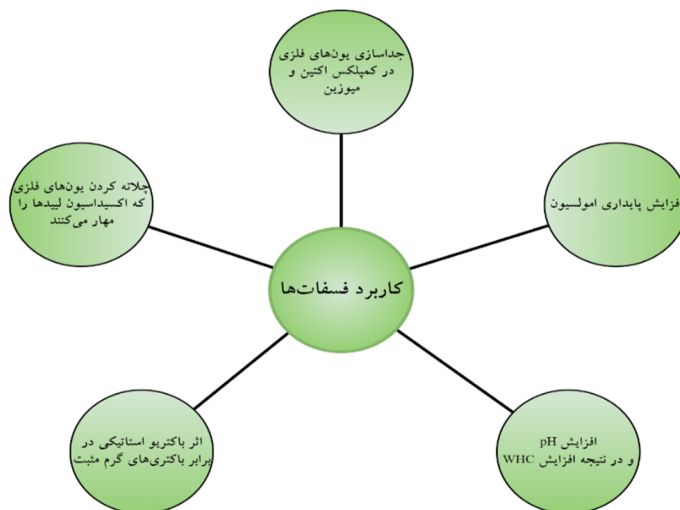 جداسازی یون‌های فلزی
در کمپلکس اکتین و
میوزین
افزایش پایداری امولسیون
چلاته کردن یون‌های فلزی
که اکسیداسیون لیپدها را
مهار می‌کنند
کاربرد فسفات‌ها
افزایش pH
و در نتیجه افزایش WHC
اثر باکتریو استاتیکی در
برابر باکتری‌های گرم مثبت